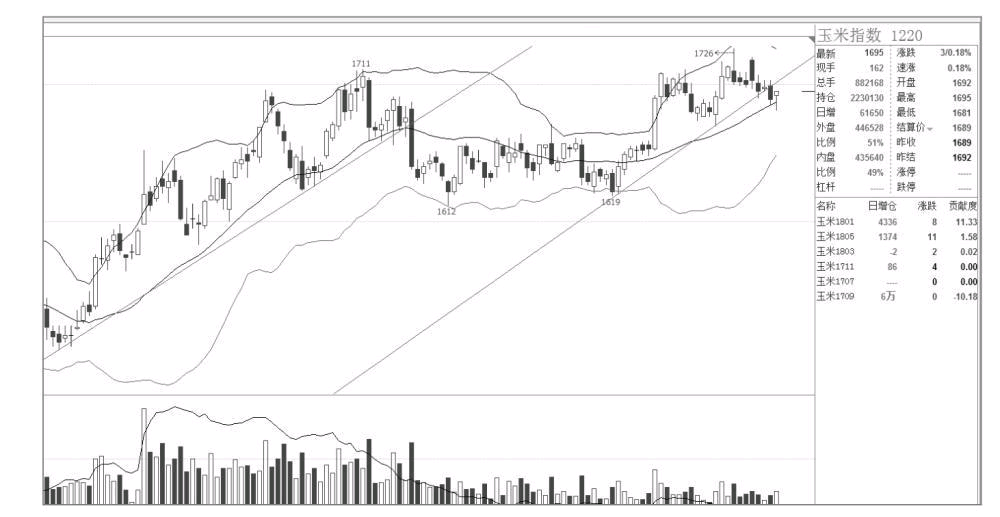 玉米指数 1220
1726
1711
1612
1619
最新 1695 涨跌 3/0.18%
现手 162 速涨 0.18%
总手 882168 开盘 1692
持仓 2230130 最高 1695
日增 61650 最低 1681
外盘 446528 结算价 1689
比例 51% 昨收 1689
内盘 435640 昨结 1692
比例 49% 涨停 -----
杠杆 ----- 跌停 -----
名称 日增仓 涨跌 贡献度
玉米1801 4336 8 11.33
玉米1805 1374 11 1.58
玉米1803 -2 2 0.02
玉米1711 86 4 0.00
玉米1707 ---- 0 0.00
玉米1709 6万 0 -10.18